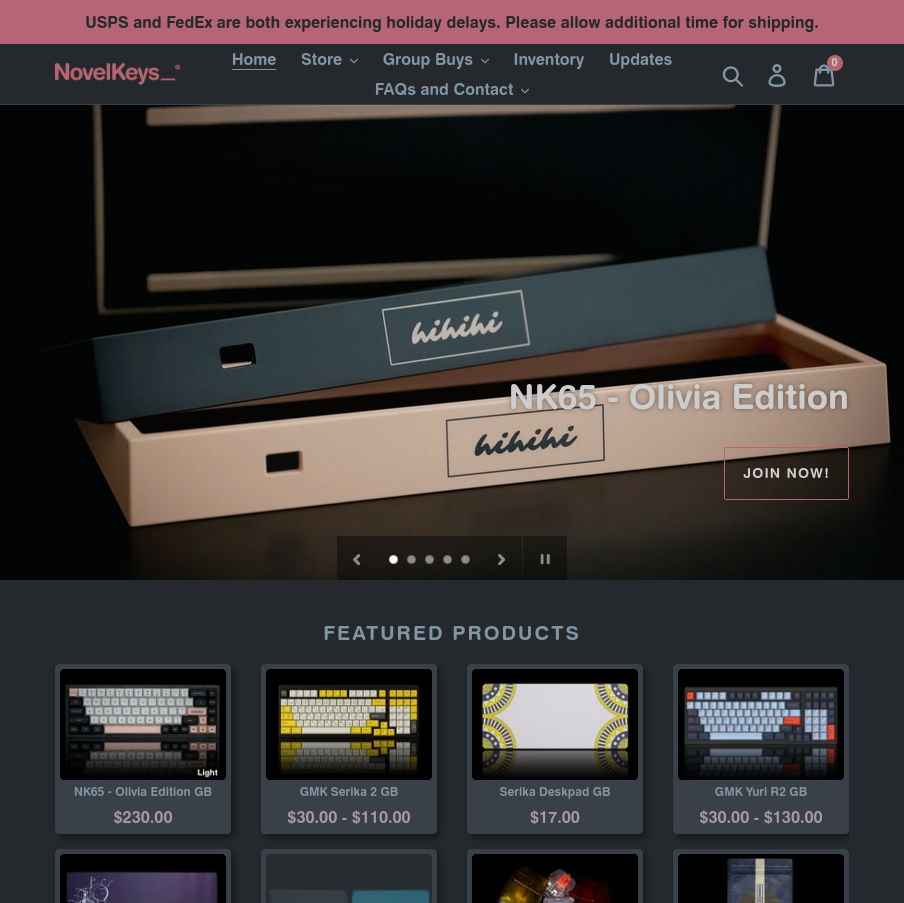 USPS and FedEx are both experiencing holiday delays. Please allow additional time for shipping.
NovelKeys_®
Home Store Group Buys Inventory Updates
FAQs and Contact
0
hihihi
NK65 - Olivia Edition
hihihi
JOIN NOW!
FEATURED PRODUCTS
Light
NK65 - Olivia Edition GB
$230.00
GMK Serika 2 GB
$30.00 - $110.00
Serika Deskpad GB
$17.00
GMK Yuri R2 GB
$30.00 - $130.00